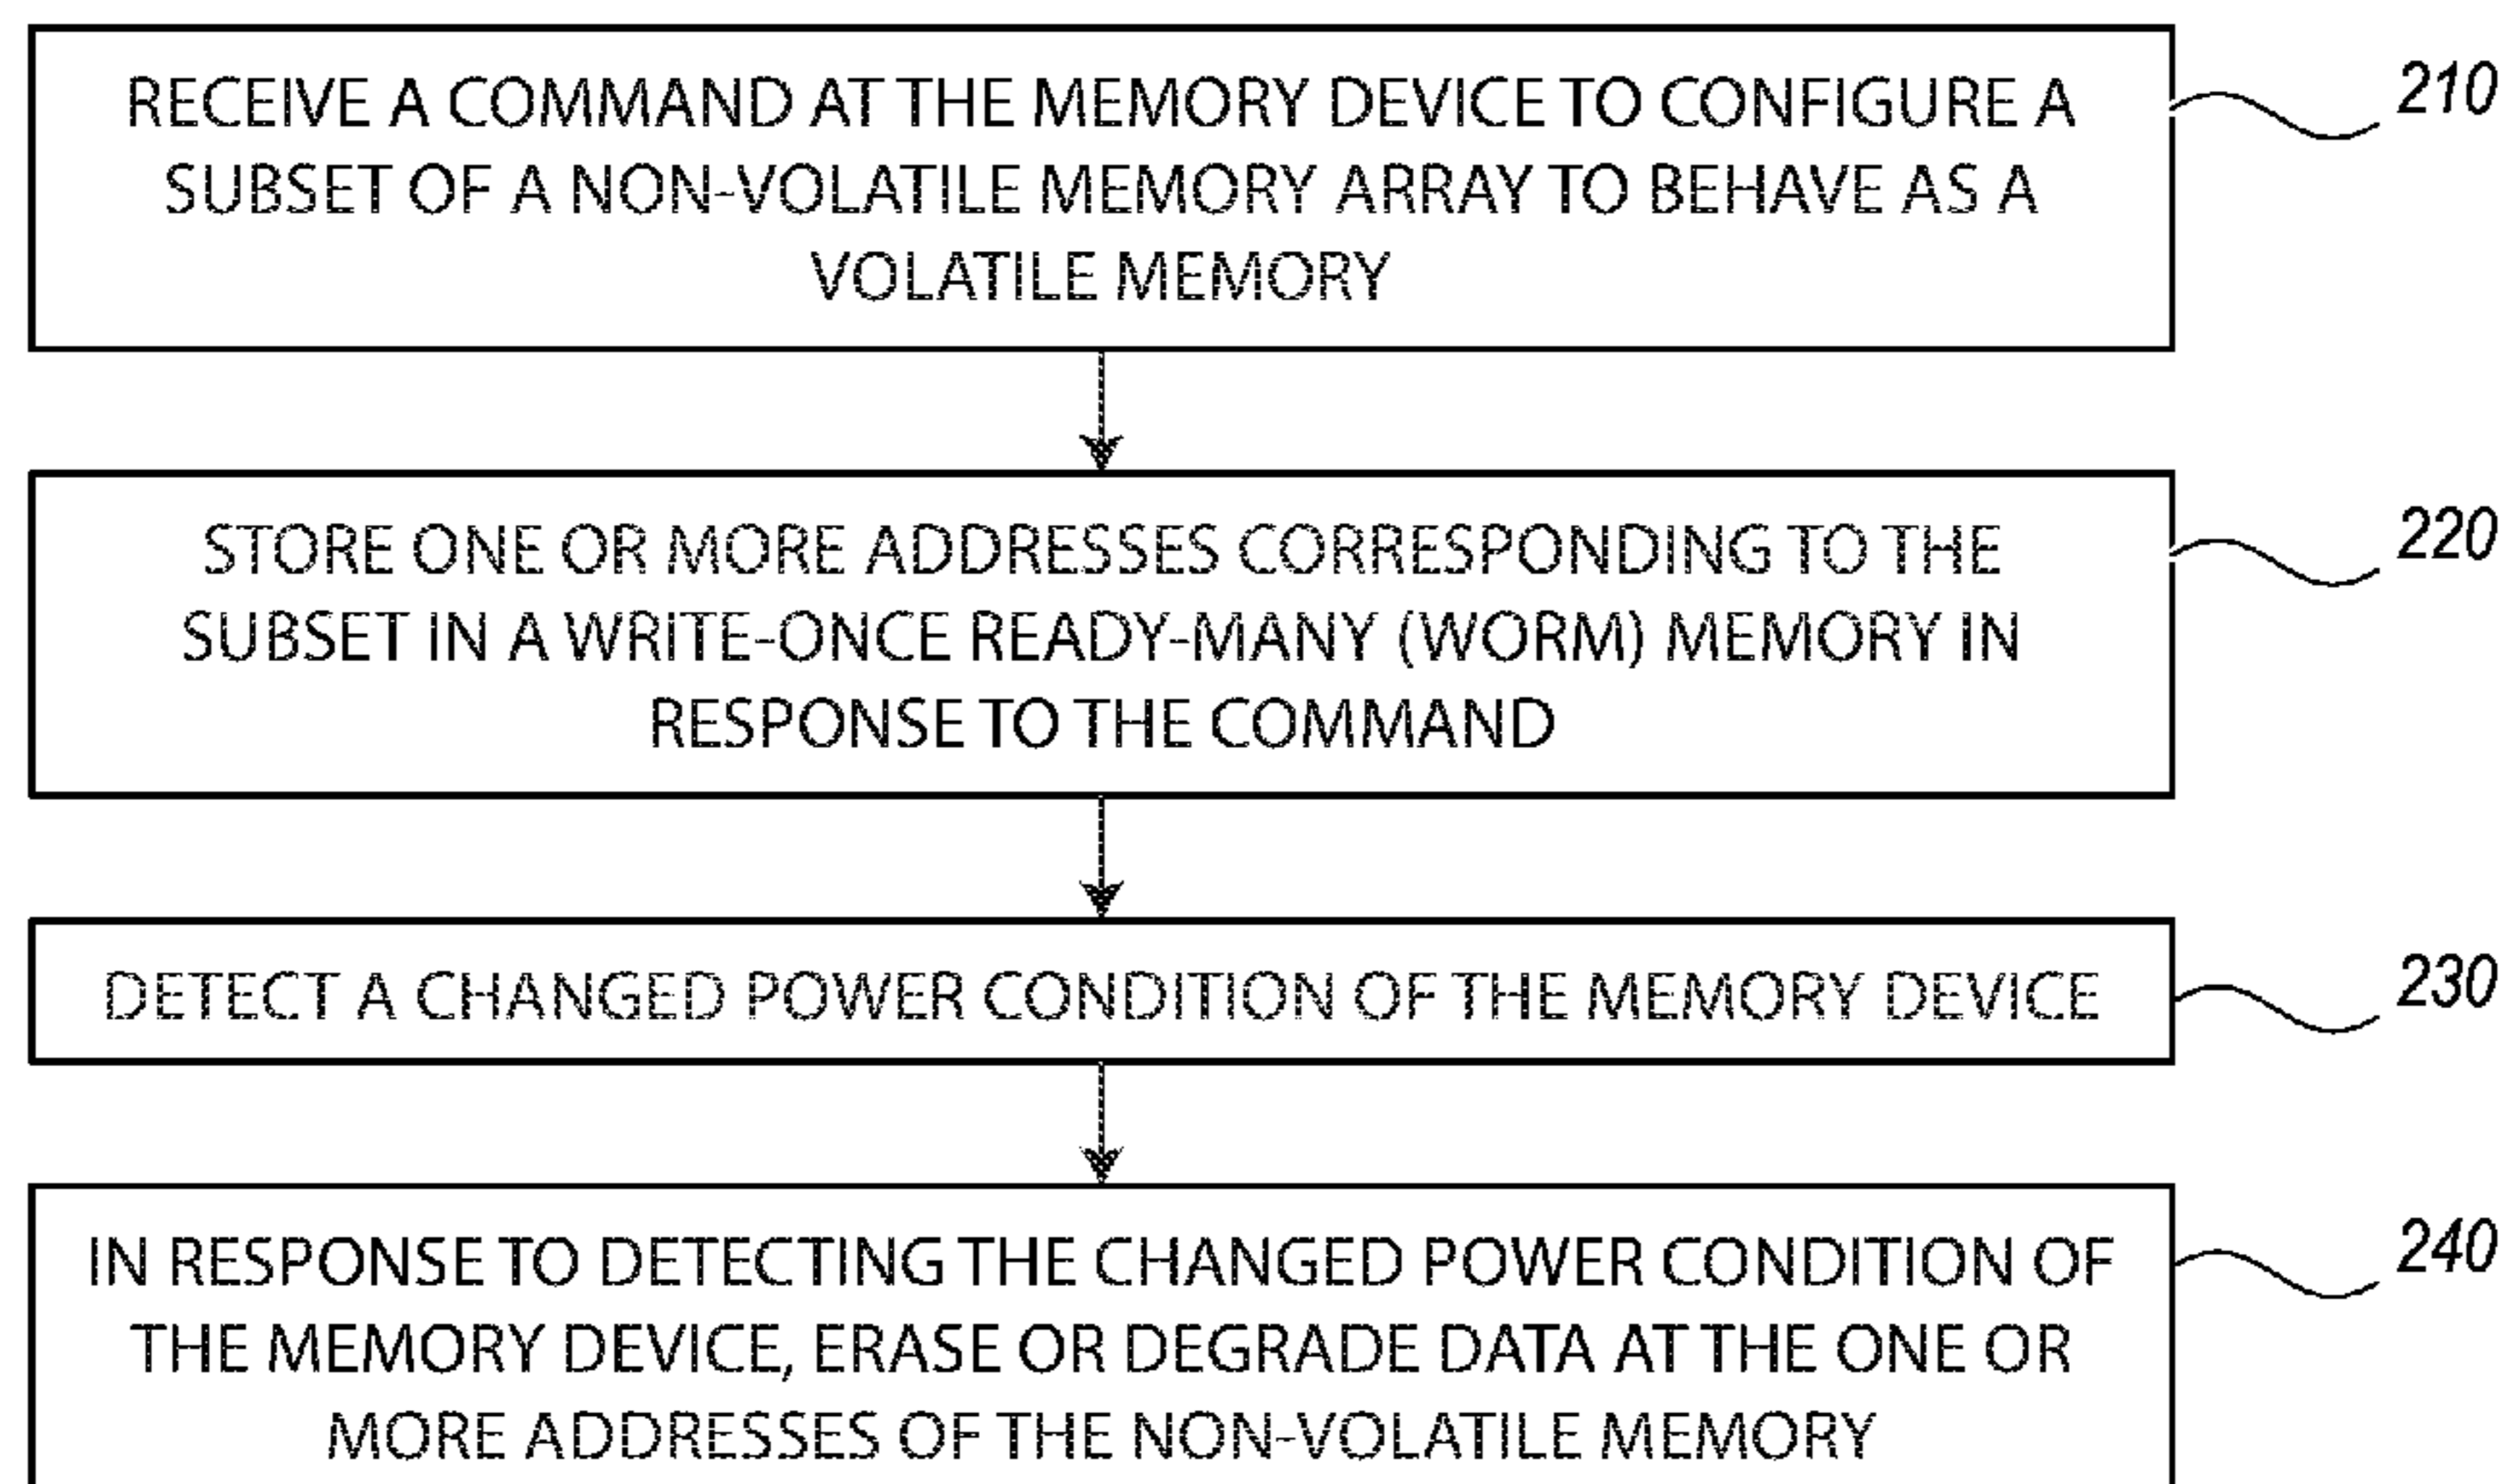 RECEIVE A COMMAND AT THE MEMORY DEVICE TO CONFIGURE A
SUBSET OF A NON-VOLATILE MEMORY ARRAY TO BEHAVE AS A
VOLATILE MEMORY
210
STORE ONE OR MORE ADDRESSES CORRESPONDING TO THE
SUBSET IN A WRITE-ONCE READY-MANY (WORM) MEMORY IN
RESPONSE TO THE COMMAND
220
DETECT A CHANGED POWER CONDITION OF THE MEMORY DEVICE
230
IN RESPONSE TO DETECTING THE CHANGED POWER CONDITION OF
THE MEMORY DEVICE, ERASE OR DEGRADE DATA AT THE ONE OR
MORE ADDRESSES OF THE NON-VOLATILE MEMORY
240